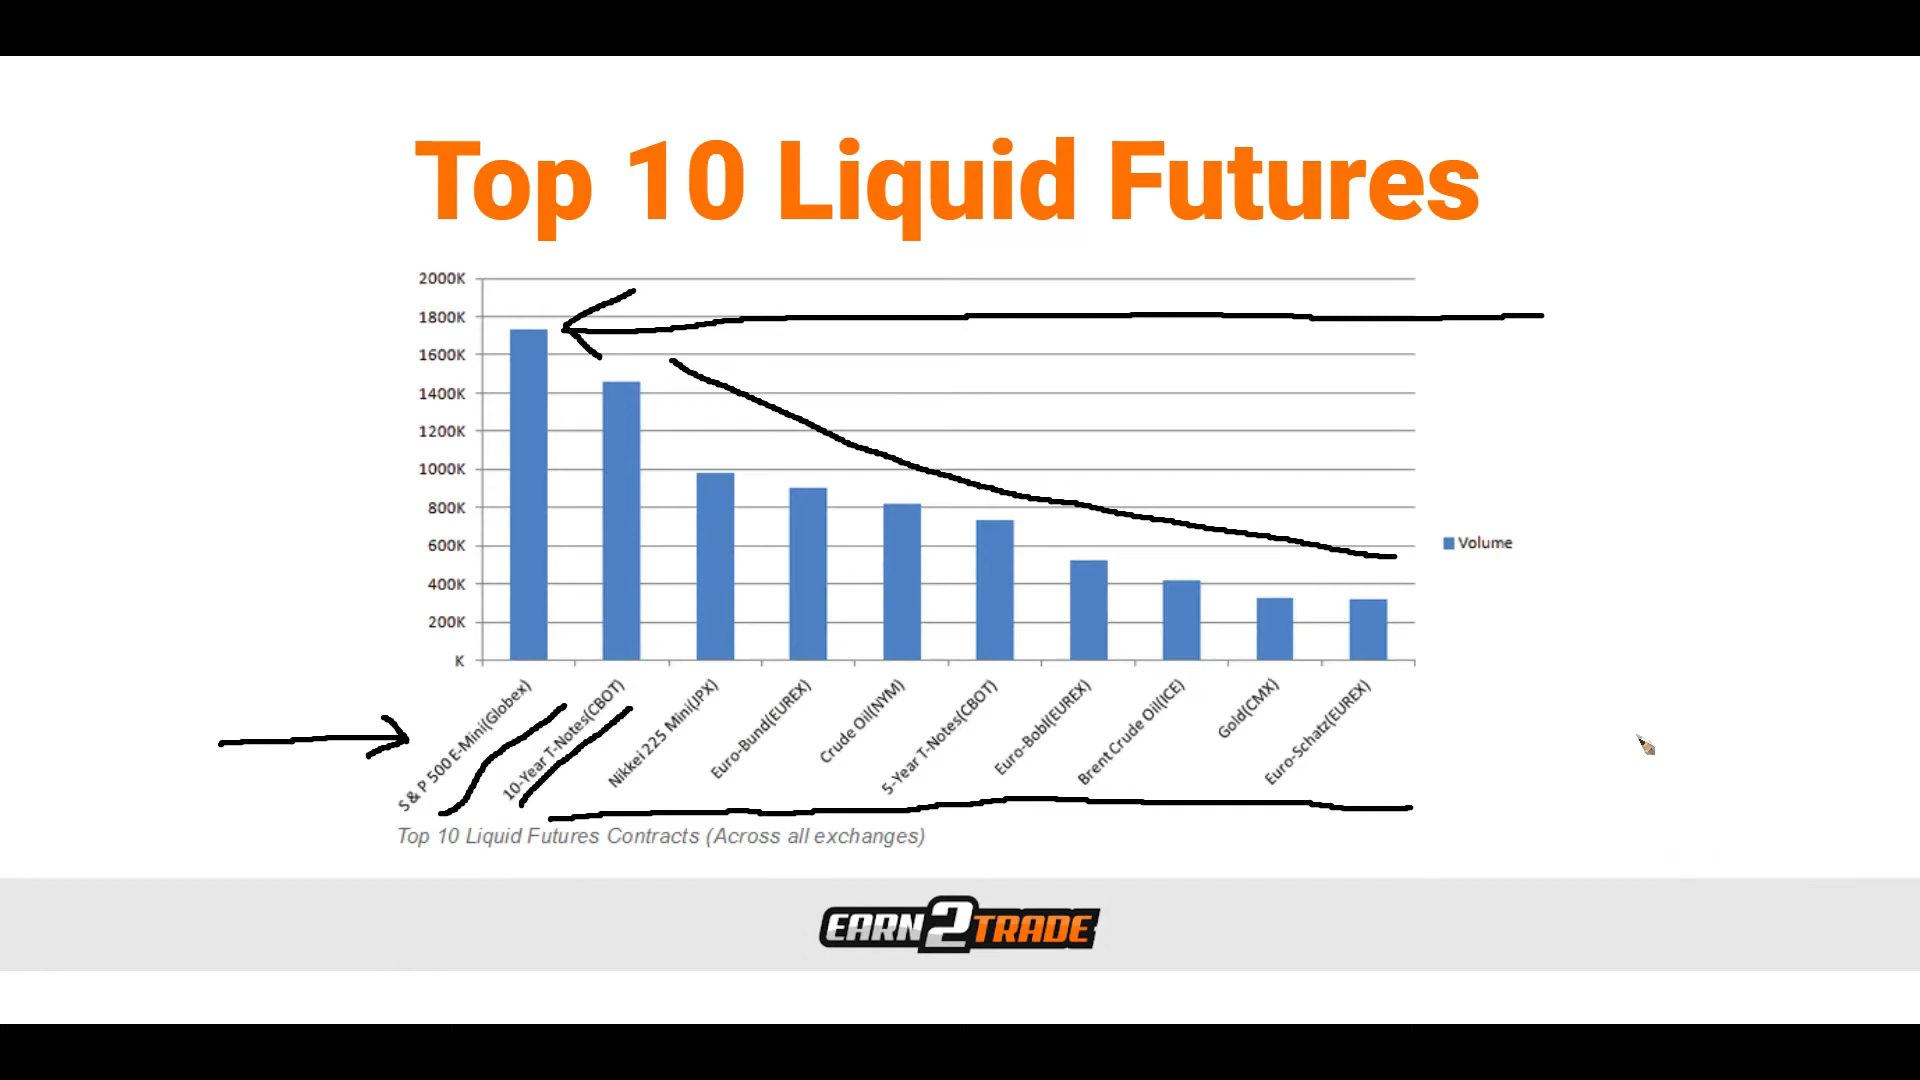 Top 10 Liquid Futures
2000K
1800K
1600K
1400K
1200K
1000K
800K
600K
400K
200K
K
Volume
S & P 500 E-Mini(Globex)
10-Year T-Notes(CBOT)
Nikkei 225 Mini(JPX)
Euro-Bund(EUREX)
Crude Oil(NYM)
5-Year T-Notes(CBOT)
Euro-Bobl(EUREX)
Brent Crude Oil(ICE)
Gold(CMX)
Euro-Schatz(EUREX)
Top 10 Liquid Futures Contracts (Across all exchanges)
EARN2TRADE